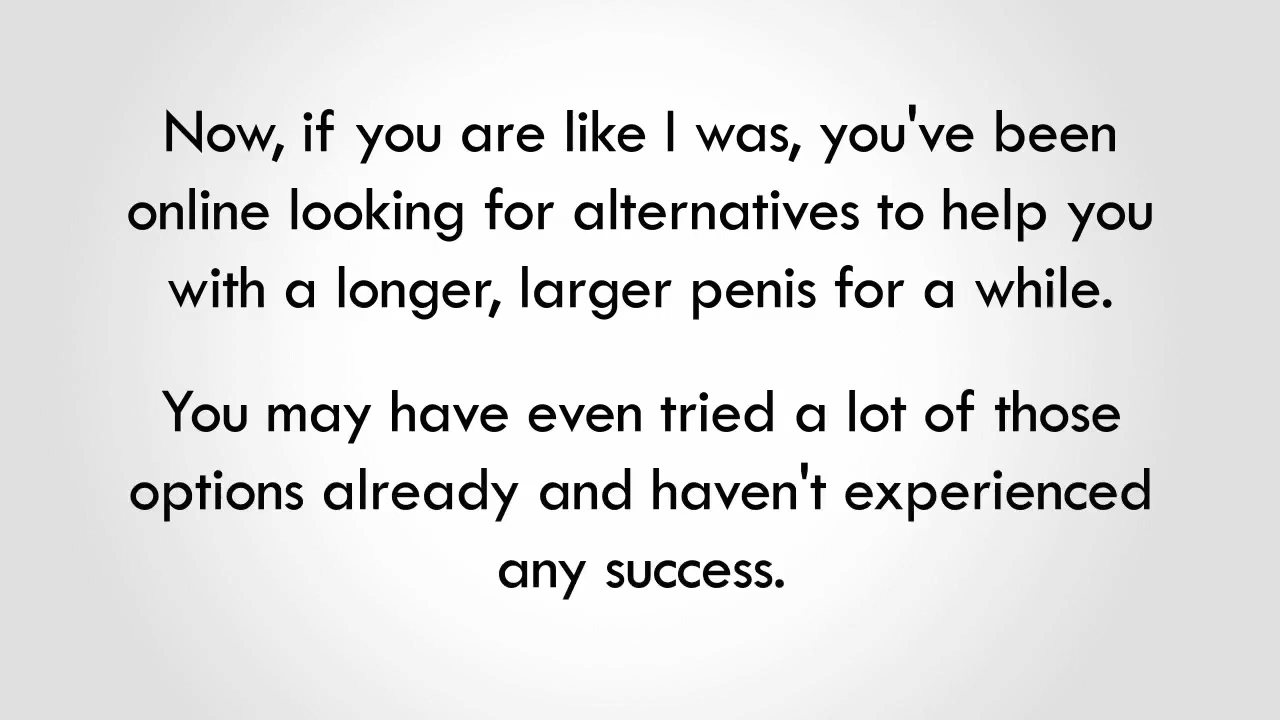 Now, if you are like I was, you've been
online looking for alternatives to help you
with a longer, larger penis for a while.
You may have even tried a lot of those
options already and haven't experienced
any success.